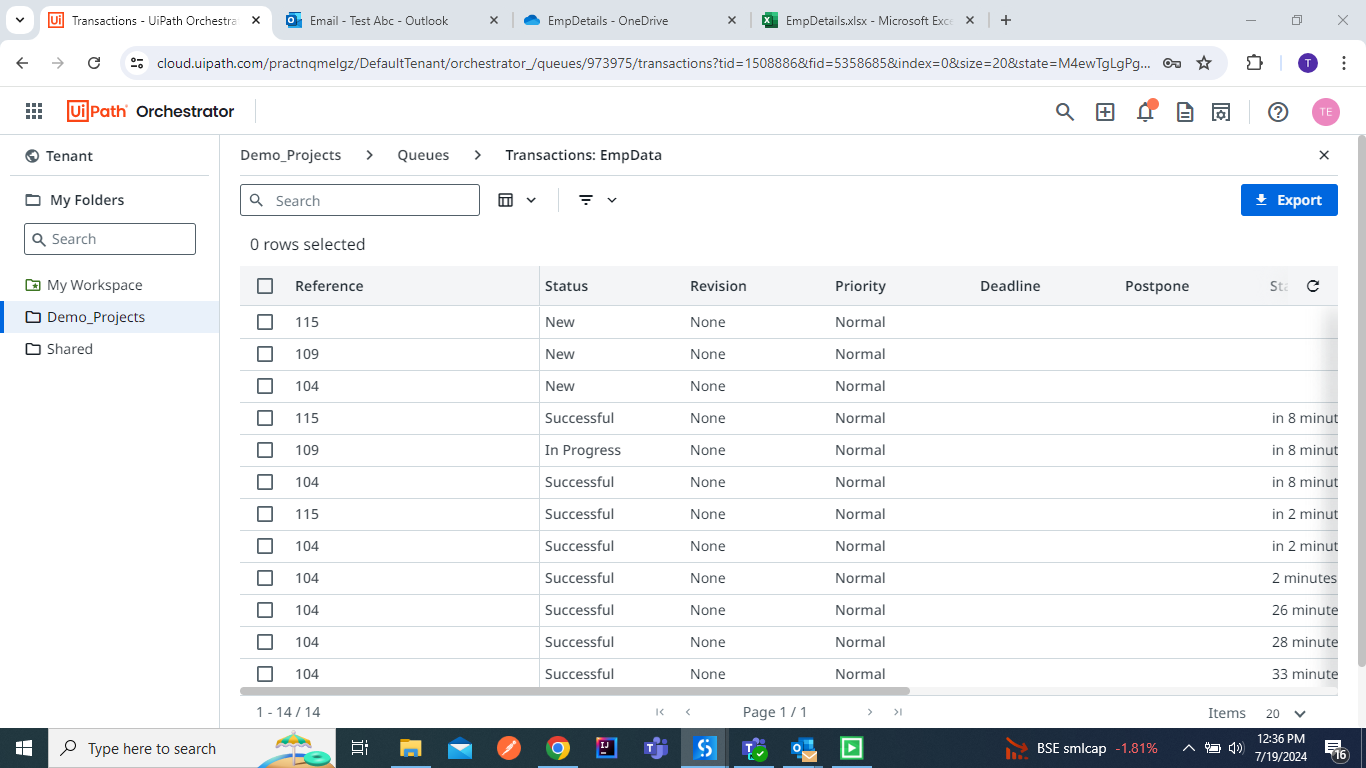 Transactions - UiPath Orchestra
Email - Test Abc - Outlook
EmpDetails - OneDrive
EmpDetails.xlsx - Microsoft Exce
cloud.uipath.com/practnqmelgz/DefaultTenant/orchestrator_/queues/973975/transactions?tid=1508886&fid=5358685&index=0&size=20&state=M4ewTgLgPg...
T
UiPath Orchestrator
TE
Tenant
My Folders
Search
My Workspace
Demo_Projects
Shared
Demo_Projects > Queues > Transactions: EmpData
Search
Export
0 rows selected
Reference Status Revision Priority Deadline Postpone Sta
115 New None Normal
109 New None Normal
104 New None Normal
115 Successful None Normal in 8 minut
109 In Progress None Normal in 8 minut
104 Successful None Normal in 8 minut
115 Successful None Normal in 2 minut
104 Successful None Normal in 2 minut
104 Successful None Normal 2 minutes
104 Successful None Normal 26 minute
104 Successful None Normal 28 minute
104 Successful None Normal 33 minute
1 - 14 / 14 Page 1 / 1 Items 20
Type here to search
BSE smlcap -1.81%
12:36 PM
7/19/2024
16